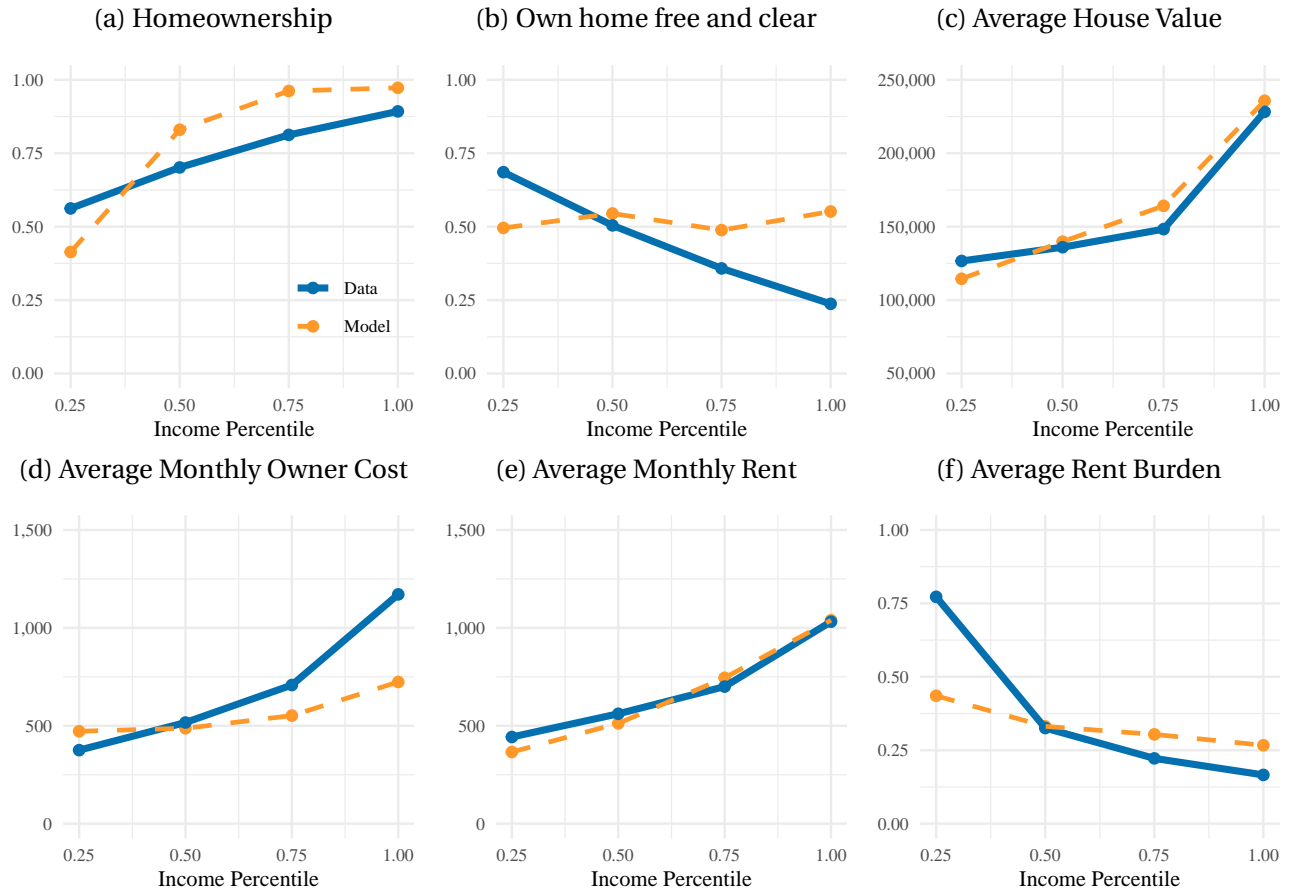 (a) Homeownership
1.00
0.75
0.50
0.25
0.00
Data
Model
0.25 0.50 0.75 1.00
Income Percentile
(b) Own home free and clear
1.00
0.75
0.50
0.25
0.00
0.25 0.50 0.75 1.00
Income Percentile
(c) Average House Value
250,000
200,000
150,000
100,000
50,000
0.25 0.50 0.75 1.00
Income Percentile
(d) Average Monthly Owner Cost
1,500
1,000
500
0
0.25 0.50 0.75 1.00
Income Percentile
(e) Average Monthly Rent
1,500
1,000
500
0
0.25 0.50 0.75 1.00
Income Percentile
(f) Average Rent Burden
1.00
0.75
0.50
0.25
0.00
0.25 0.50 0.75 1.00
Income Percentile